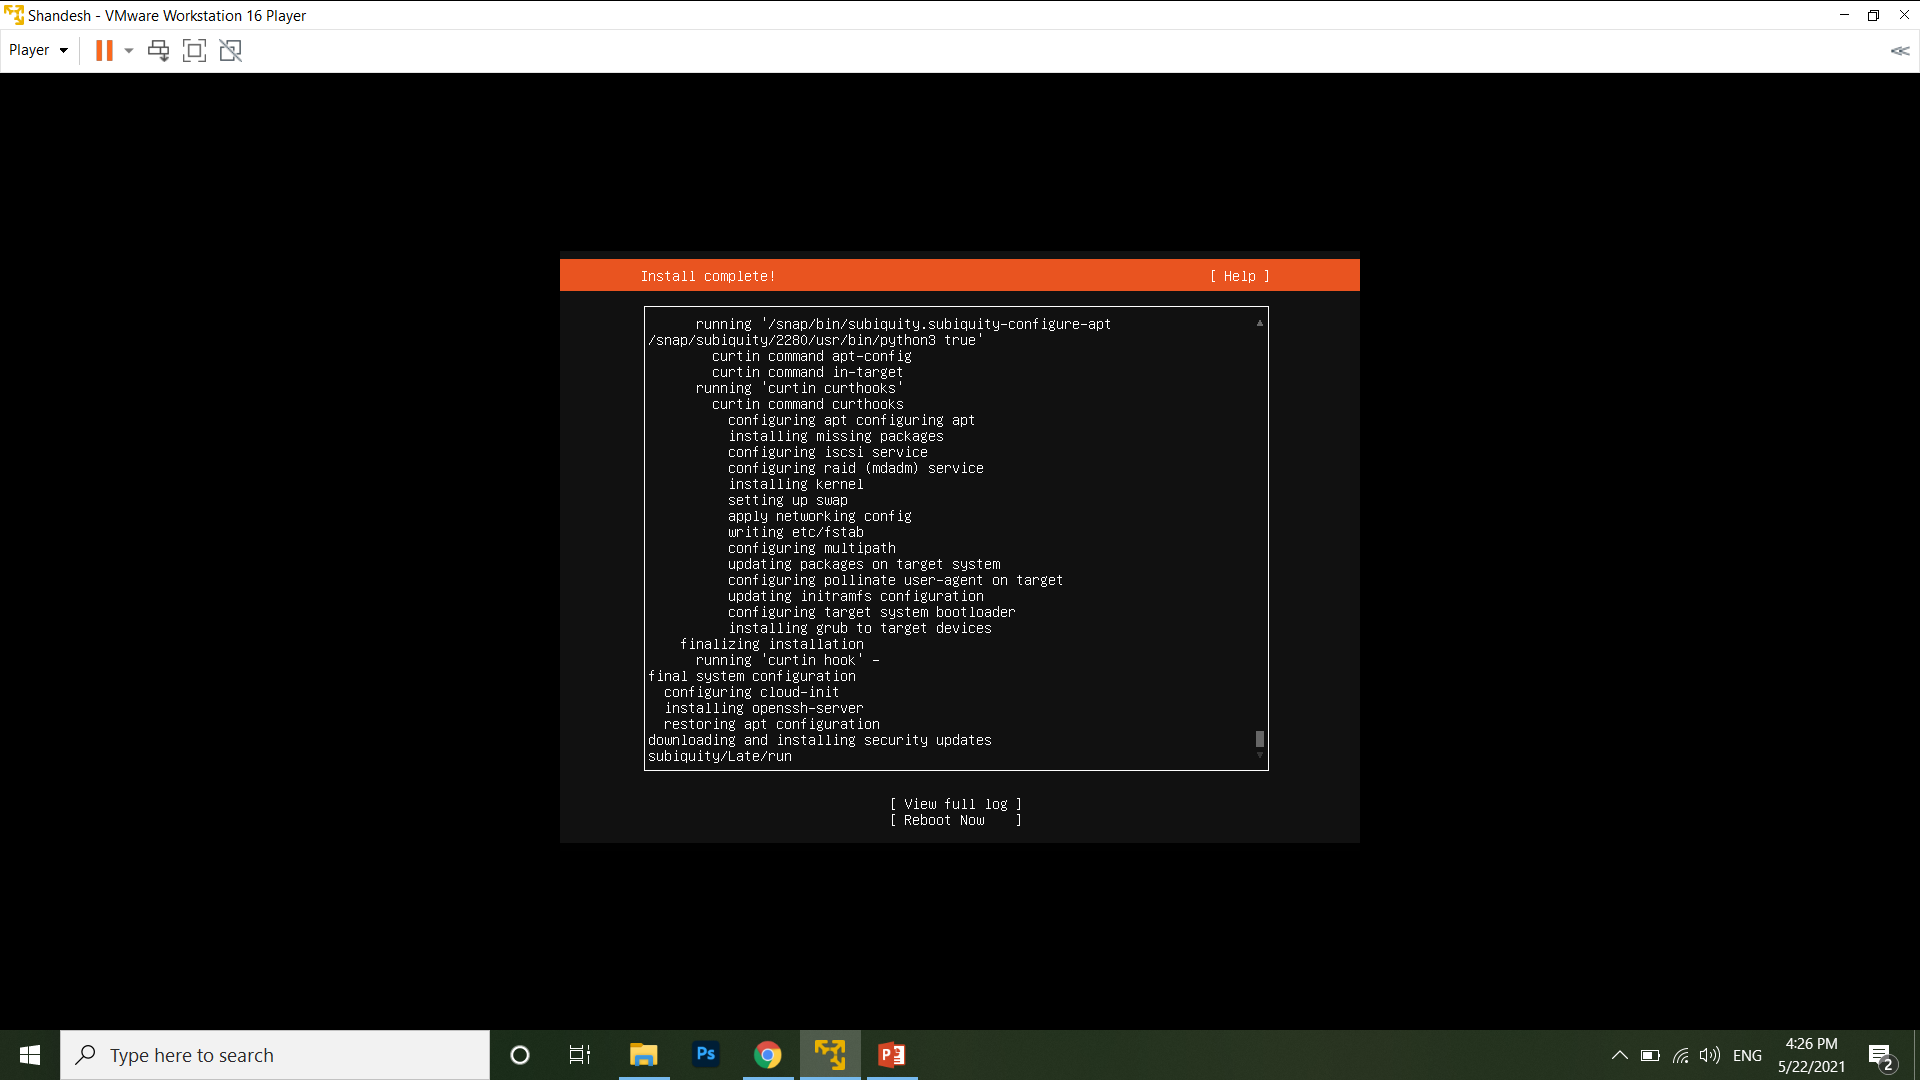 Shandesh - VMware Workstation 16 Player
Player
Install complete! [ Help ]
running '/snap/bin/subiquity.subiquity-configure-apt
/snap/subiquity/2280/usr/bin/python3 true'
curtin command apt-config
curtin command in-target
running 'curtin curthooks'
curtin command curthooks
configuring apt configuring apt
installing missing packages
configuring iscsi service
configuring raid (mdadm) service
installing kernel
setting up swap
apply networking config
writing etc/fstab
configuring multipath
updating packages on target system
configuring pollinate user-agent on target
updating initramfs configuration
configuring target system bootloader
installing grub to target devices
finalizing installation
running 'curtin hook' -
final system configuration
configuring cloud-init
installing openssh-server
restoring apt configuration
downloading and installing security updates
subiquity/Late/run
[ View full log ]
[ Reboot Now ]
Type here to search
Ps
P
ENG
4:26 PM
5/22/2021
2